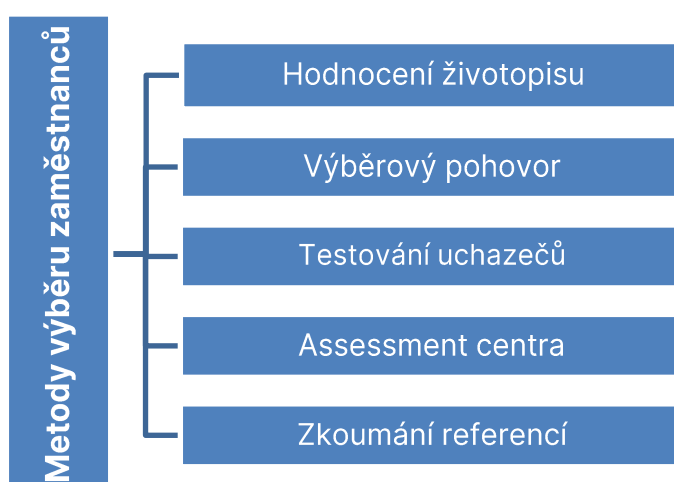 Metody výběru zaměstnanců
Hodnocení životopisu
Výběrový pohovor
Testování uchazečů
Assessment centra
Zkoumání referencí